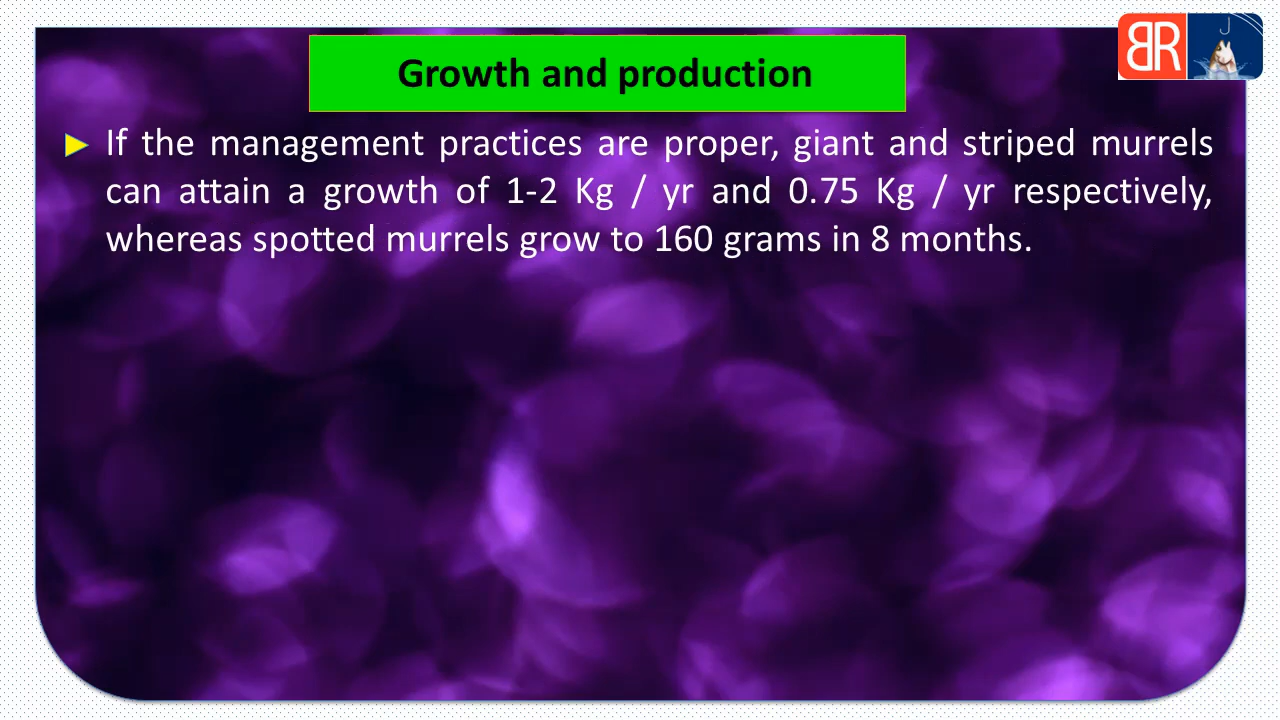 Growth and production
If the management practices are proper, giant and striped murrels
can attain a growth of 1-2 Kg / yr and 0.75 Kg / yr respectively,
whereas spotted murrels grow to 160 grams in 8 months.
BR